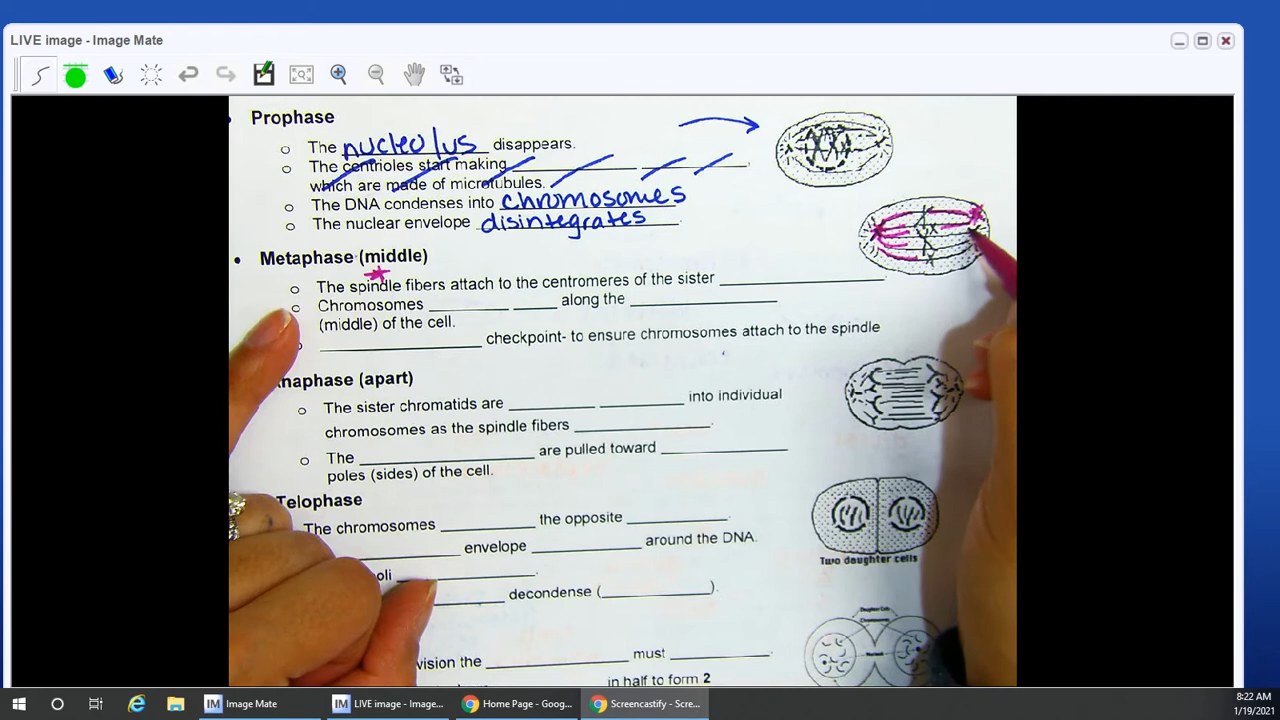 LIVE image - Image Mate
Prophase
The nucleolus disappears.
The centrioles start making
which are made of microtubules.
The DNA condenses into chromosomes
The nuclear envelope disintegrates.
Metaphase (middle)
The spindle fibers attach to the centromeres of the sister
Chromosomes along the
(middle) of the cell.
checkpoint- to ensure chromosomes attach to the spindle
naphase (apart)
The sister chromatids are into individual
chromosomes as the spindle fibers
The are pulled toward
poles (sides) of the cell.
Telophase
The chromosomes the opposite
envelope around the DNA.
oli
decondense ( ).
Two daughter cells
Daughter Cells
Chromosomes
Nucleus
vision the must
in half to form 2
Image Mate
LIVE image - Image...
Home Page - Goog...
Screencastify - Scre...
8:22 AM
1/19/2021